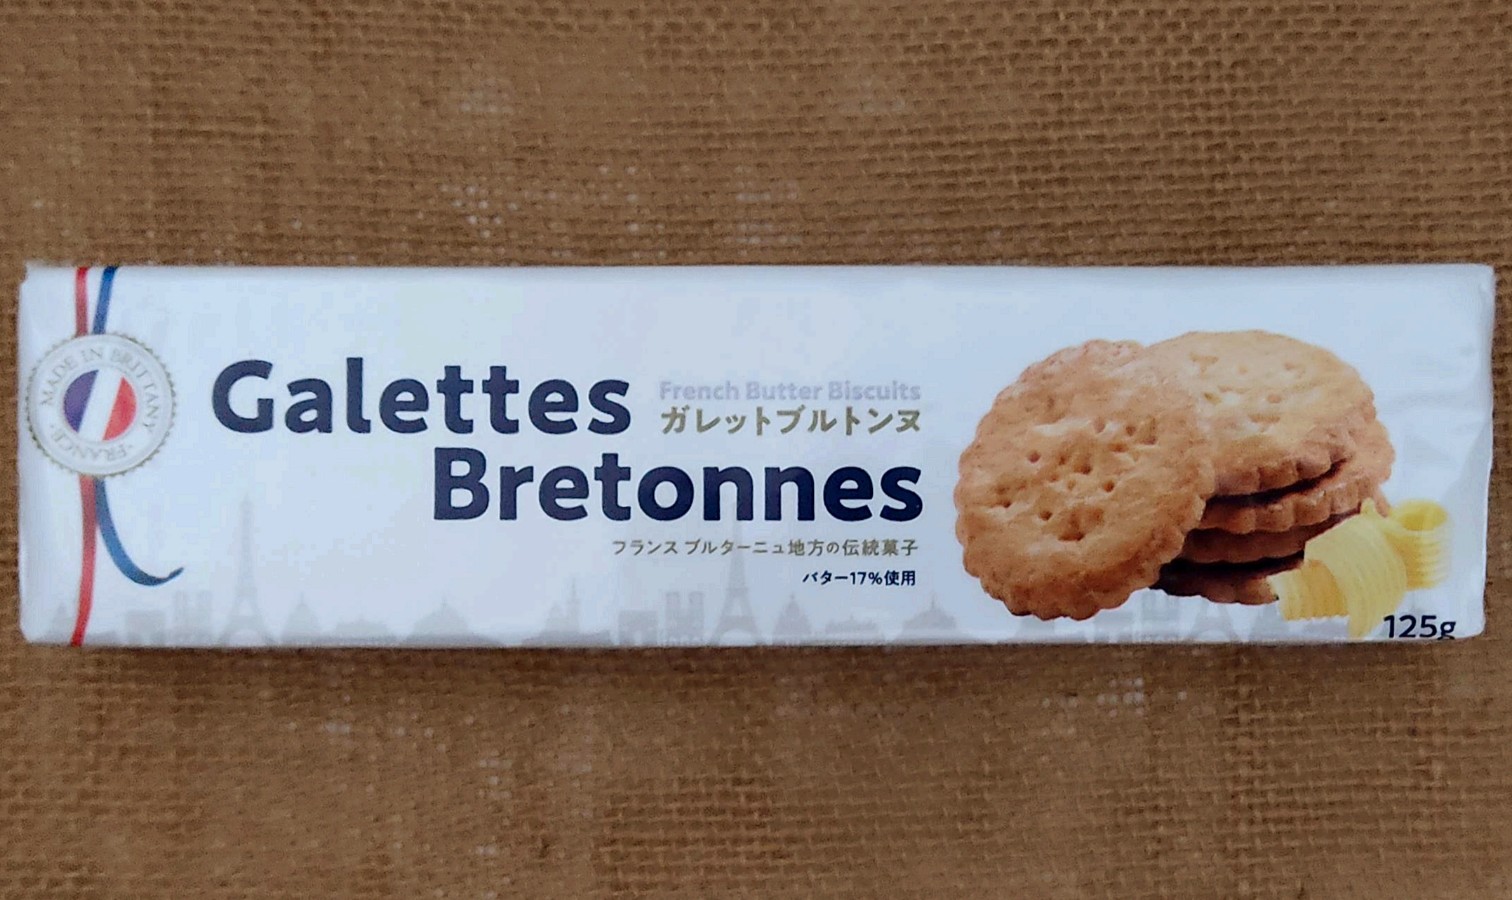 MADE IN BRITTANY
·FRANCE·
Galettes
Bretonnes
French Butter Biscuits
ガレットブルトンヌ
フランス ブルターニュ地方の伝統菓子
バター17%使用
125g